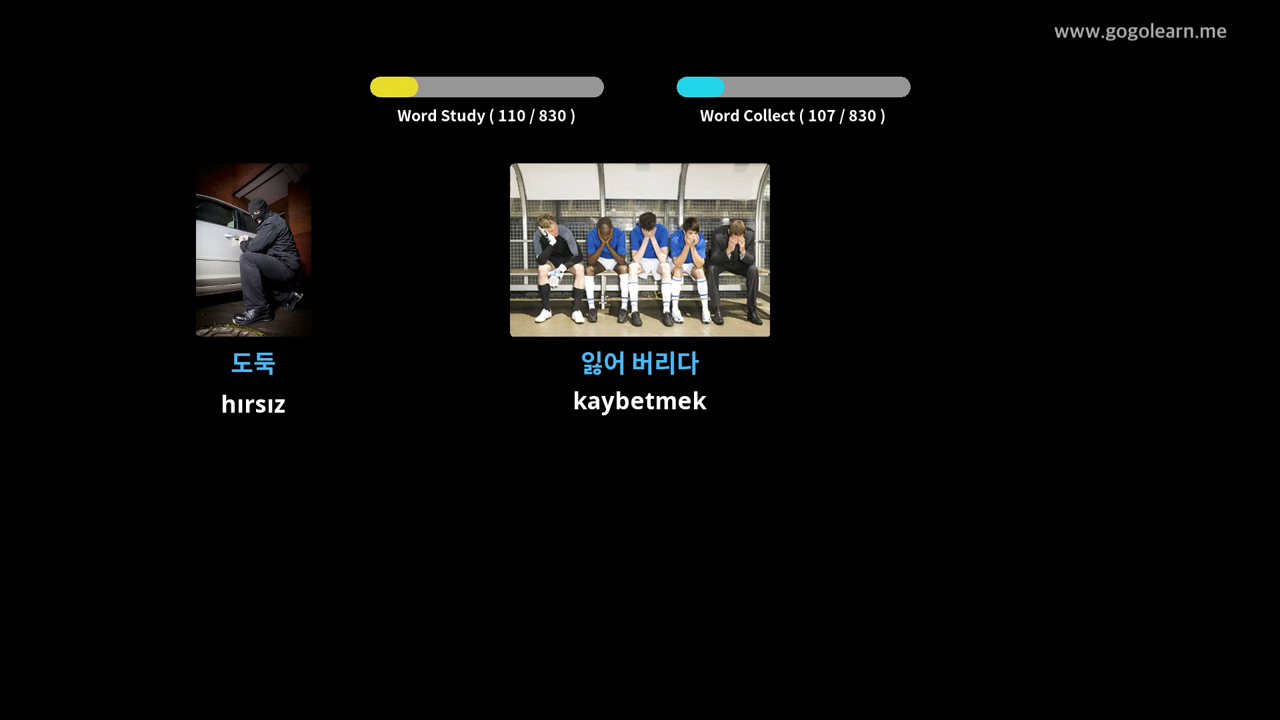 www.gogolearn.me
Word Study ( 110 / 830 )
Word Collect ( 107 / 830 )
도둑
hırsız
잃어 버리다
kaybetmek